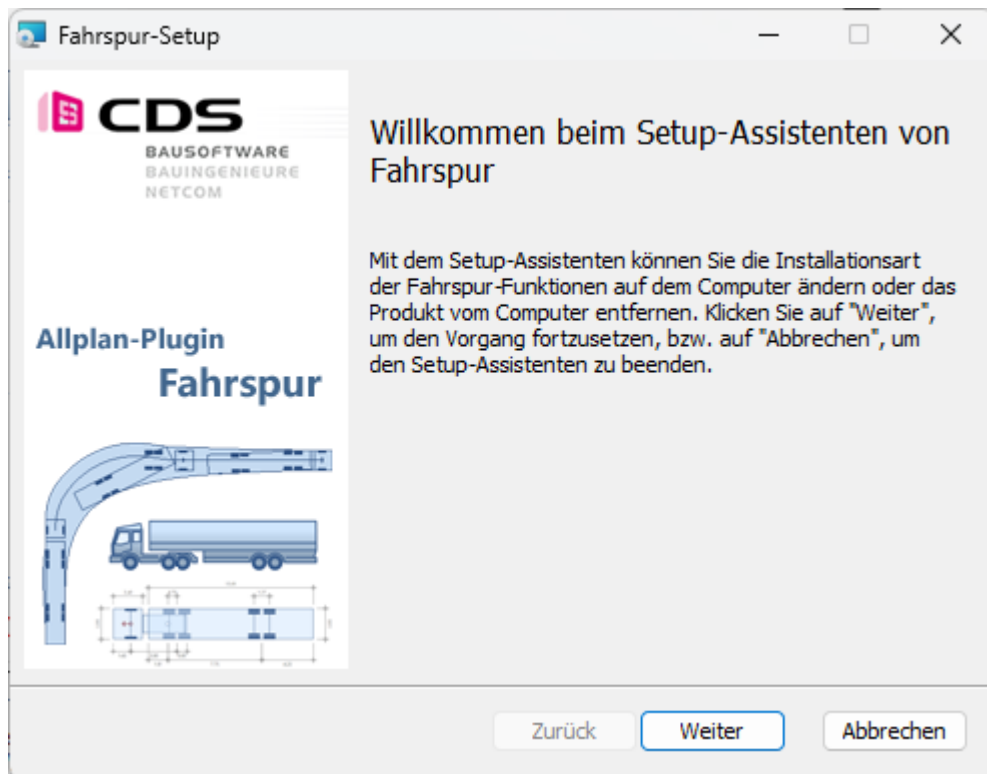 Fahrspur-Setup
CDS
BAUSOFTWARE
BAUINGENIEURE
NETCOM
Allplan-Plugin
Fahrspur
Willkommen beim Setup-Assistenten von
Fahrspur
Mit dem Setup-Assistenten können Sie die Installationsart
der Fahrspur-Funktionen auf dem Computer ändern oder das
Produkt vom Computer entfernen. Klicken Sie auf "Weiter",
um den Vorgang fortzusetzen, bzw. auf "Abbrechen", um
den Setup-Assistenten zu beenden.
Zurück
Weiter
Abbrechen